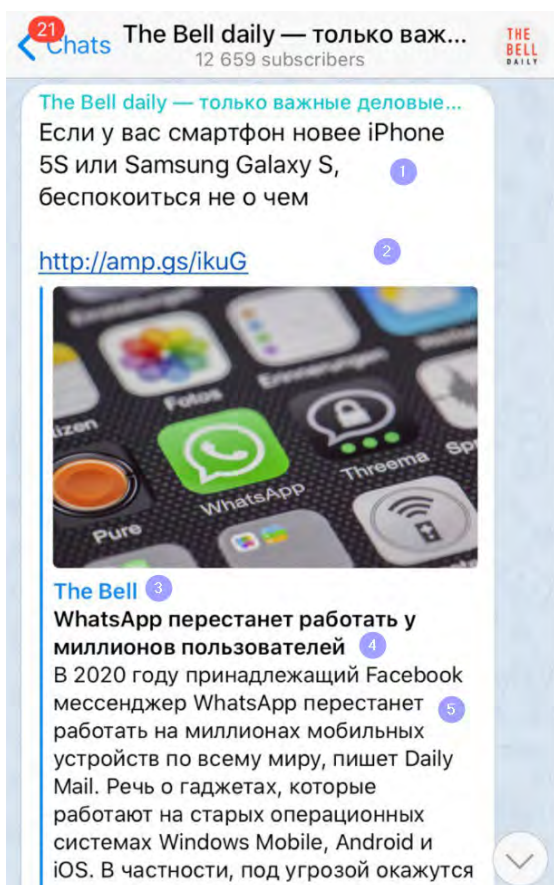 21
Chats
The Bell daily — только важ...
12 659 subscribers
THE
BELL
DAILY
The Bell daily — только важные деловые...
Если у вас смартфон новее iPhone
5S или Samsung Galaxy S,
беспокоиться не о чем
1
2
http://amp.gs/ikuG
Fotos
Erinnerungen
izen
Pure
WhatsApp
Threema
The Bell 3
WhatsApp перестанет работать у
миллионов пользователей 4
В 2020 году принадлежащий Facebook
мессенджер WhatsApp перестанет 5
работать на миллионах мобильных
устройств по всему миру, пишет Daily
Mail. Речь о гаджетах, которые
работают на старых операционных
системах Windows Mobile, Android и
iOS. В частности, под угрозой окажутся